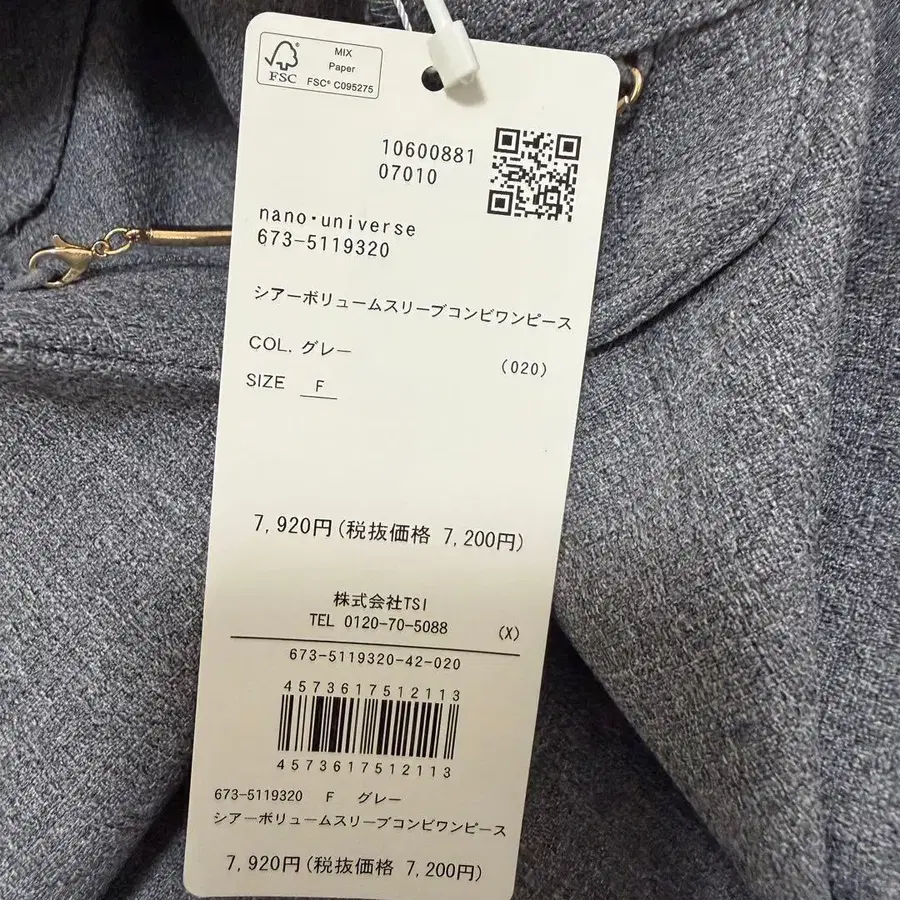 MIX
Paper
FSC
FSC® C095275
10600881
07010
nano・universe
673-5119320
シアーボリュームスリーブコンビワンピース
COL. グレー (020)
SIZE F
7,920円(税抜価格 7,200円)
株式会社TSI
TEL 0120-70-5088 (X)
673-5119320-42-020
4573617512113
4573617512113
673-5119320 F グレー
シアーボリュームスリーブコンビワンピース
7,920円(税抜価格 7,200円)